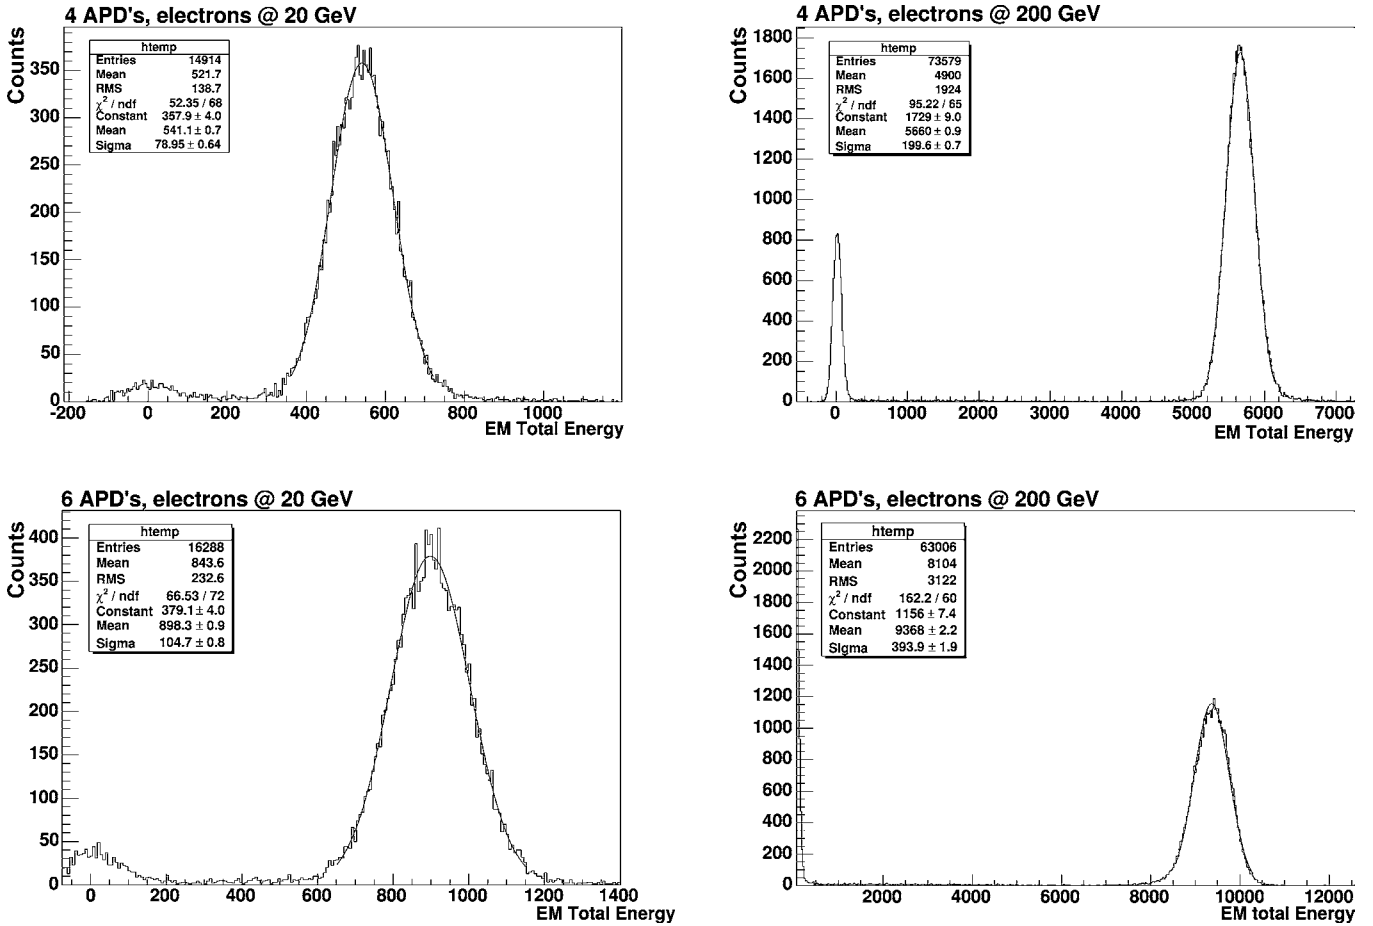 4 APD's, electrons @ 20 GeV
Counts
htemp
Entries 14914
Mean 521.7
RMS 138.7
χ² / ndf 52.35 / 68
Constant 357.9 ± 4.0
Mean 541.1 ± 0.7
Sigma 78.95 ± 0.64
350
300
250
200
150
100
50
0
-200 0 200 400 600 800 1000
EM Total Energy
4 APD's, electrons @ 200 GeV
Counts
htemp
Entries 73579
Mean 4900
RMS 1924
χ² / ndf 95.22 / 65
Constant 1729 ± 9.0
Mean 5660 ± 0.9
Sigma 199.6 ± 0.7
1800
1600
1400
1200
1000
800
600
400
200
0
0 1000 2000 3000 4000 5000 6000 7000
EM Total Energy
6 APD's, electrons @ 20 GeV
Counts
htemp
Entries 16288
Mean 843.6
RMS 232.6
χ² / ndf 66.53 / 72
Constant 379.1 ± 4.0
Mean 898.3 ± 0.9
Sigma 104.7 ± 0.8
400
350
300
250
200
150
100
50
0
0 200 400 600 800 1000 1200 1400
EM Total Energy
6 APD's, electrons @ 200 GeV
Counts
htemp
Entries 63006
Mean 8104
RMS 3122
χ² / ndf 162.2 / 60
Constant 1156 ± 7.4
Mean 9368 ± 2.2
Sigma 393.9 ± 1.9
2200
2000
1800
1600
1400
1200
1000
800
600
400
200
0
2000 4000 6000 8000 10000 12000
EM total Energy